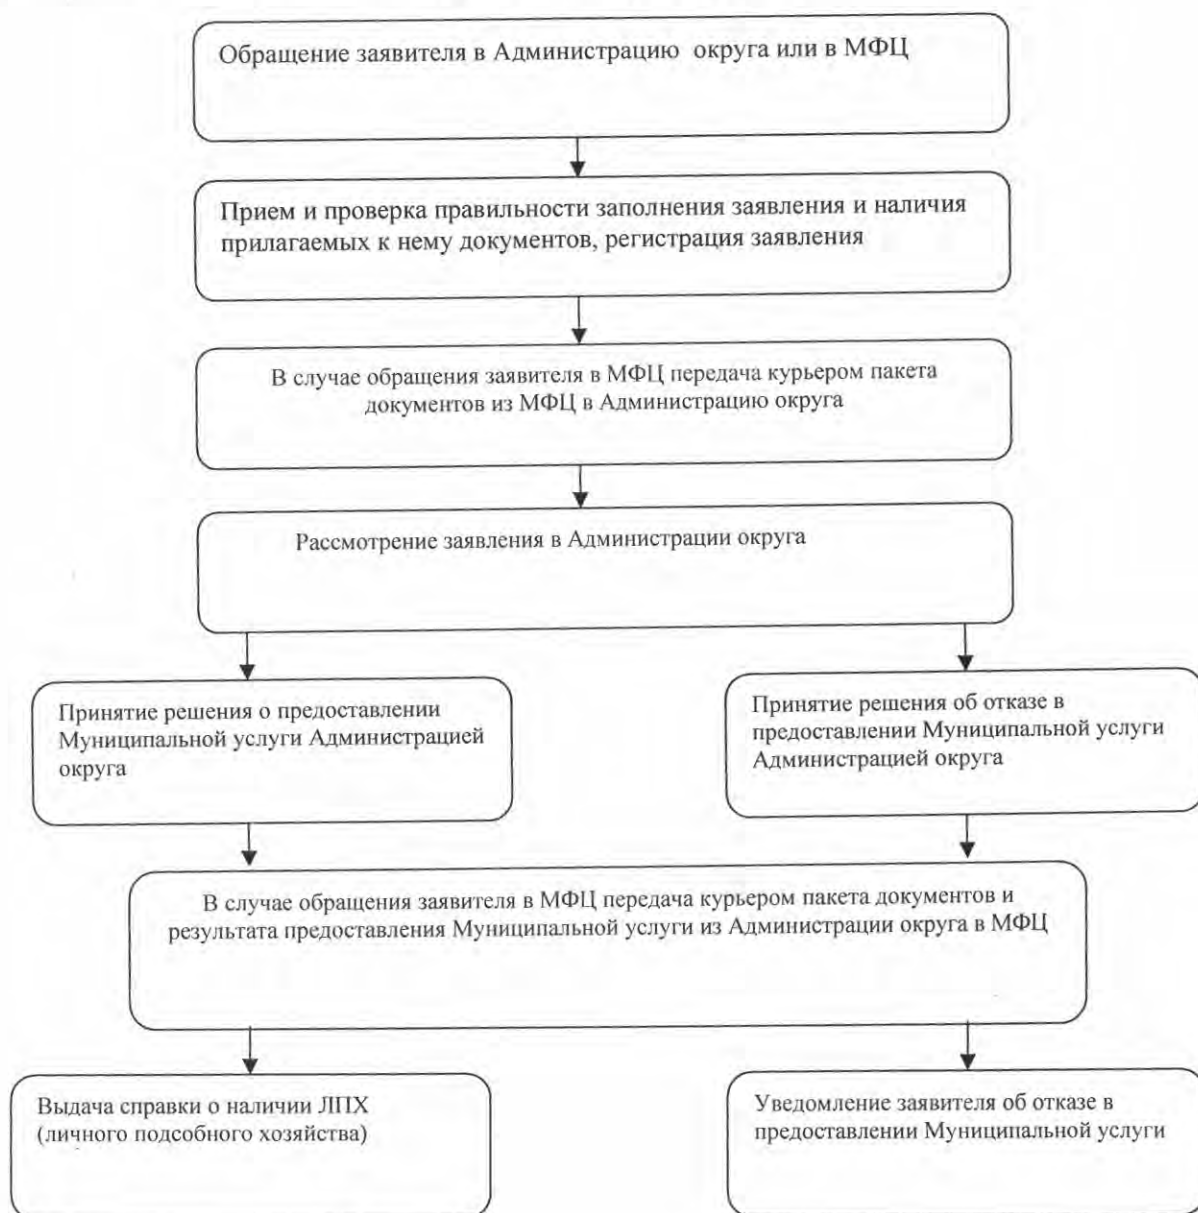 Обращение заявителя в Администрацию округа или в МФЦ
Прием и проверка правильности заполнения заявления и наличия
прилагаемых к нему документов, регистрация заявления
В случае обращения заявителя в МФЦ передача курьером пакета
документов из МФЦ в Администрацию округа
Рассмотрение заявления в Администрации округа
Принятие решения о предоставлении
Муниципальной услуги Администрацией
округа
Принятие решения об отказе в
предоставлении Муниципальной услуги
Администрацией округа
В случае обращения заявителя в МФЦ передача курьером пакета документов и
результата предоставления Муниципальной услуги из Администрации округа в МФЦ
Выдача справки о наличии ЛПХ
(личного подсобного хозяйства)
Уведомление заявителя об отказе в
предоставлении Муниципальной услуги